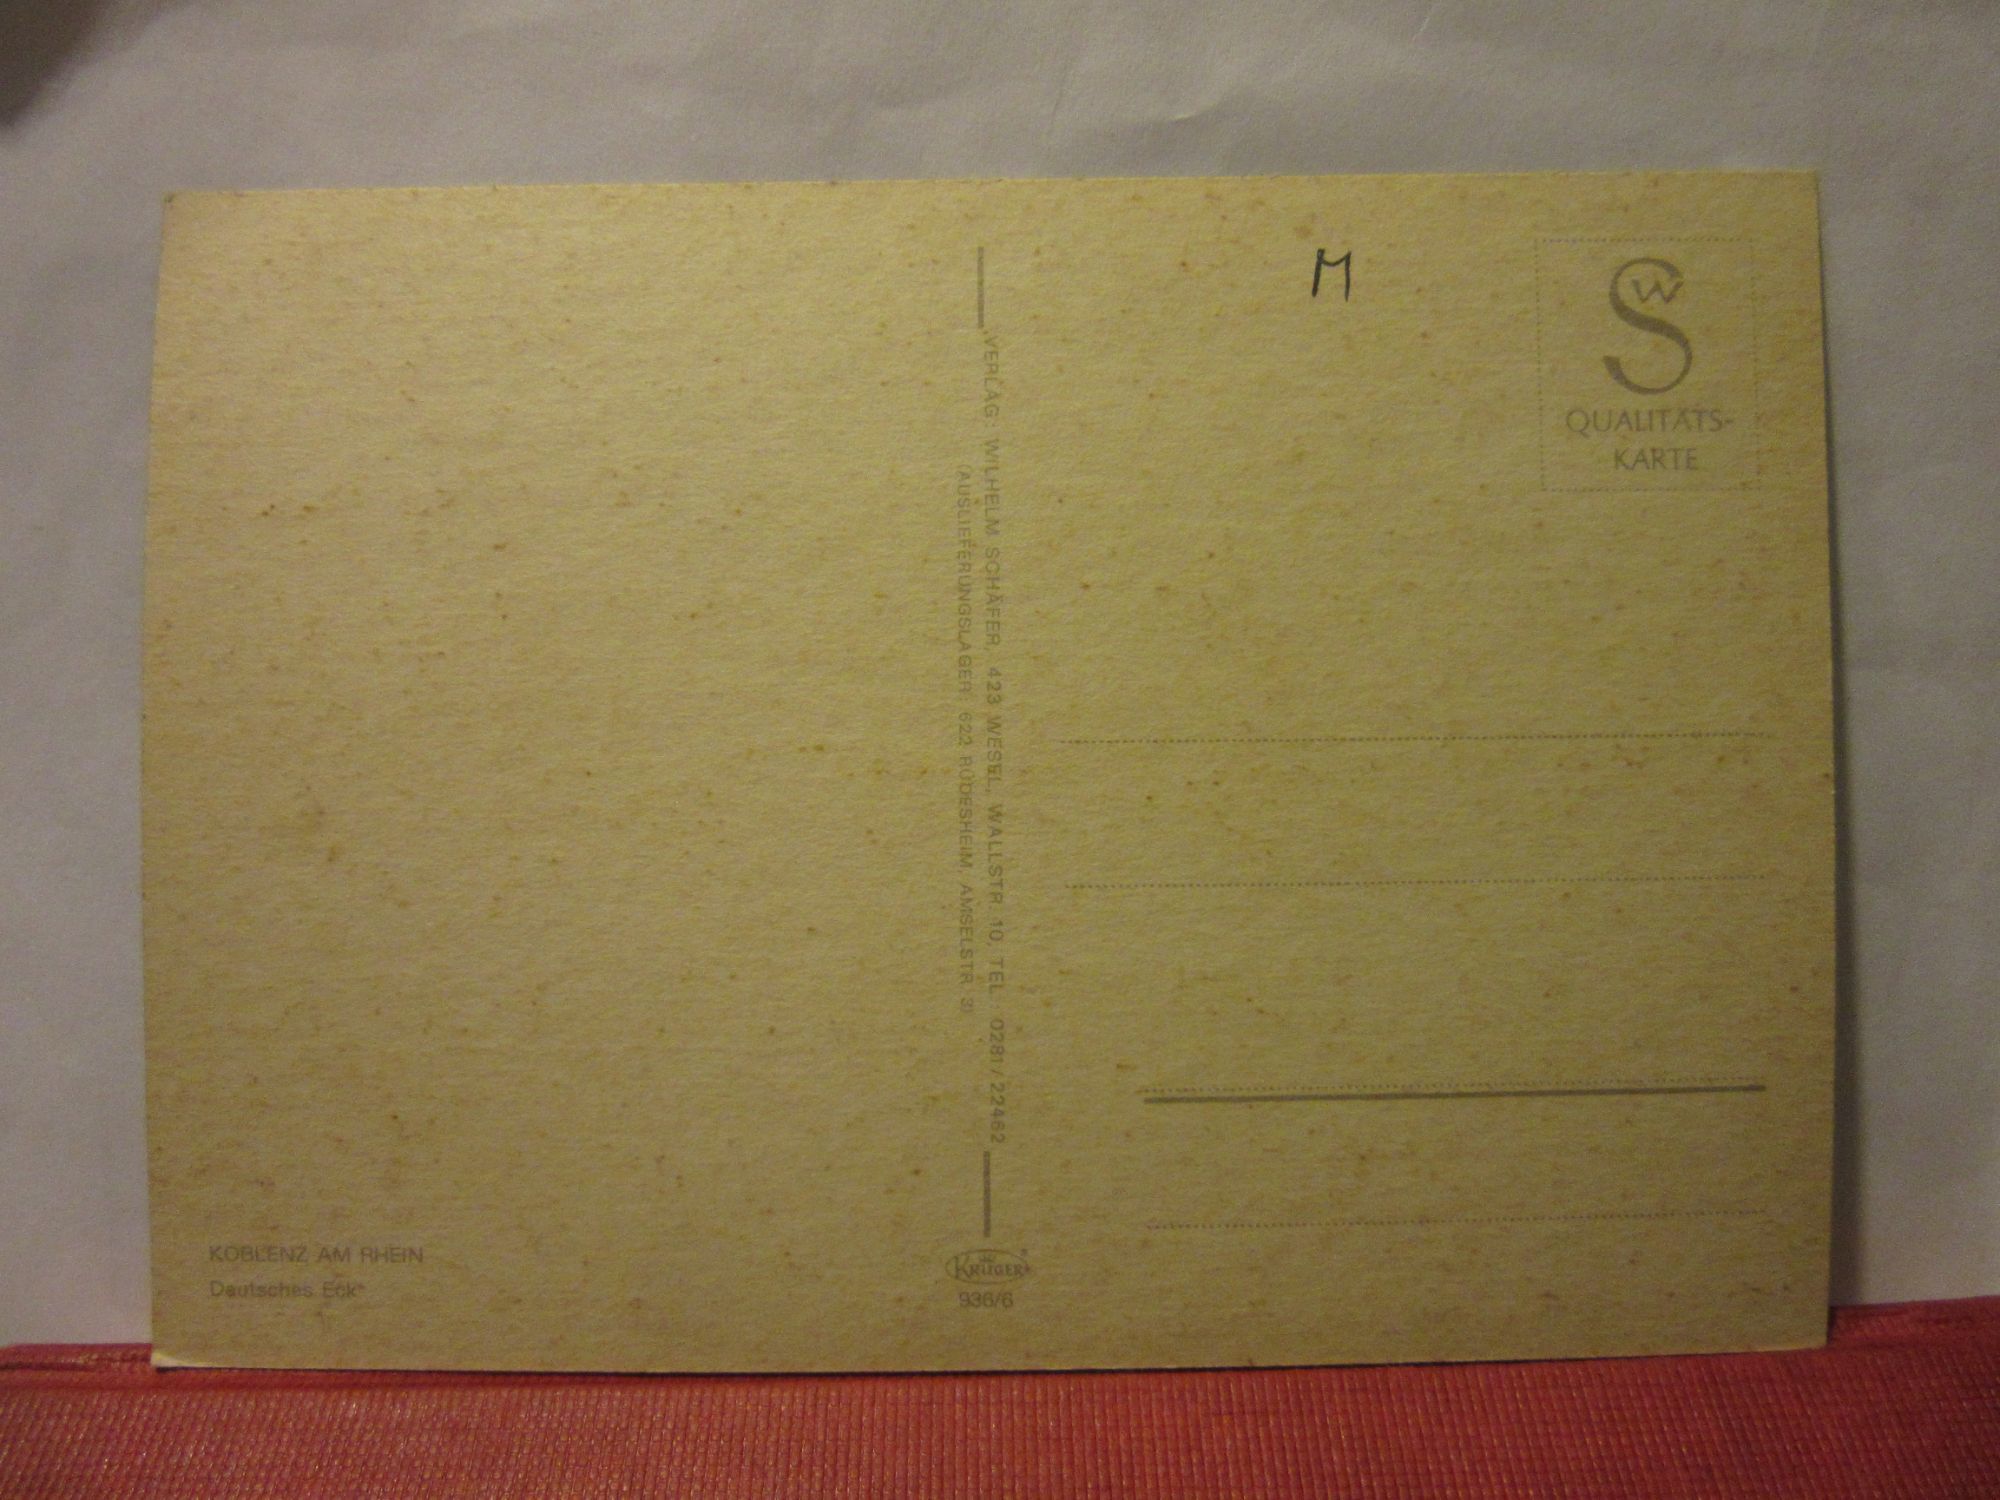 M
W
S
QUALITÄTS-
KARTE
VERLAG: WILHELM SCHÄFER, 423 WESEL, WALLSTR. 10, TEL. 0281/22462
(AUSLIEFERUNGSLAGER 622 RÜDESHEIM, AMSELSTR. 3)
KOBLENZ AM RHEIN
Deutsches Eck
KRÜGER
936/6